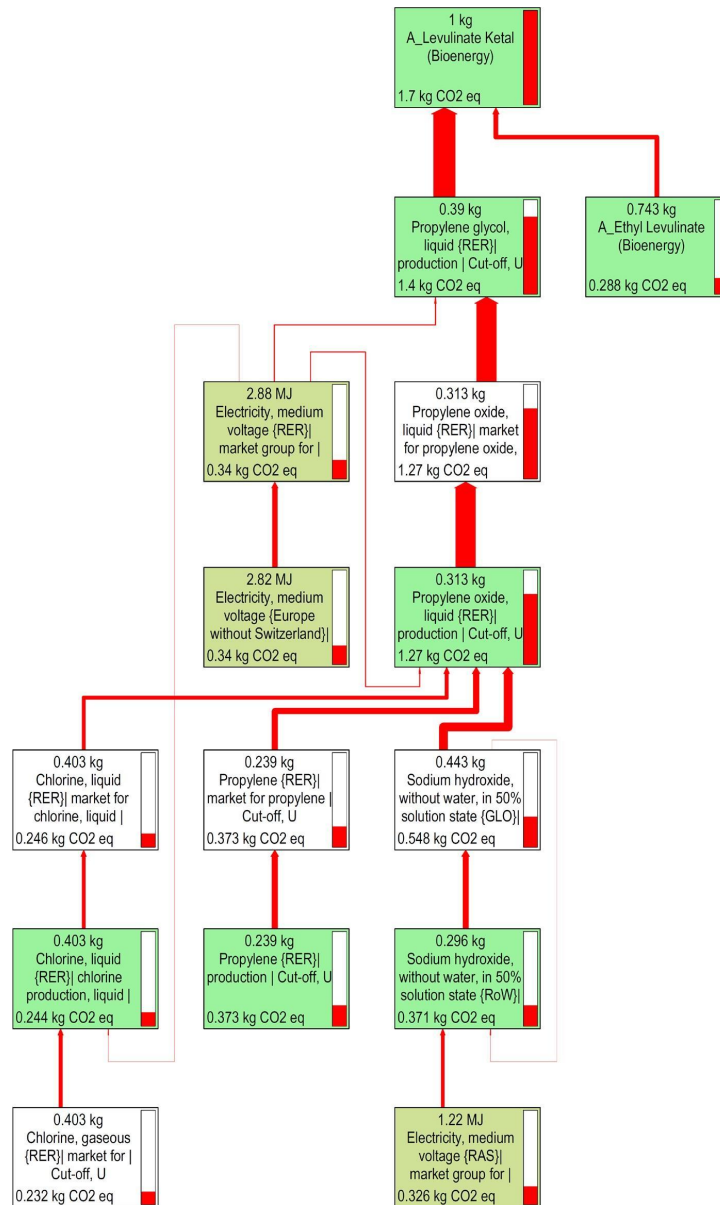 1 kg
A_Levulinate Ketal
(Bioenergy)
1.7 kg CO2 eq
0.39 kg
Propylene glycol,
liquid {RER}|
production | Cut-off, U
1.4 kg CO2 eq
0.743 kg
A_Ethyl Levulinate
(Bioenergy)
0.288 kg CO2 eq
2.88 MJ
Electricity, medium
voltage {RER}|
market group for |
0.34 kg CO2 eq
0.313 kg
Propylene oxide,
liquid {RER}| market
for propylene oxide,
1.27 kg CO2 eq
2.82 MJ
Electricity, medium
voltage {Europe
without Switzerland}|
0.34 kg CO2 eq
0.313 kg
Propylene oxide,
liquid {RER}|
production | Cut-off, U
1.27 kg CO2 eq
0.403 kg
Chlorine, liquid
{RER}| market for
chlorine, liquid |
0.246 kg CO2 eq
0.239 kg
Propylene {RER}|
market for propylene |
Cut-off, U
0.373 kg CO2 eq
0.443 kg
Sodium hydroxide,
without water, in 50%
solution state {GLO}|
0.548 kg CO2 eq
0.403 kg
Chlorine, liquid
{RER}| chlorine
production, liquid |
0.244 kg CO2 eq
0.239 kg
Propylene {RER}|
production | Cut-off, U
0.373 kg CO2 eq
0.296 kg
Sodium hydroxide,
without water, in 50%
solution state {RoW}|
0.371 kg CO2 eq
0.403 kg
Chlorine, gaseous
{RER}| market for |
Cut-off, U
0.232 kg CO2 eq
1.22 MJ
Electricity, medium
voltage {RAS}|
market group for |
0.326 kg CO2 eq